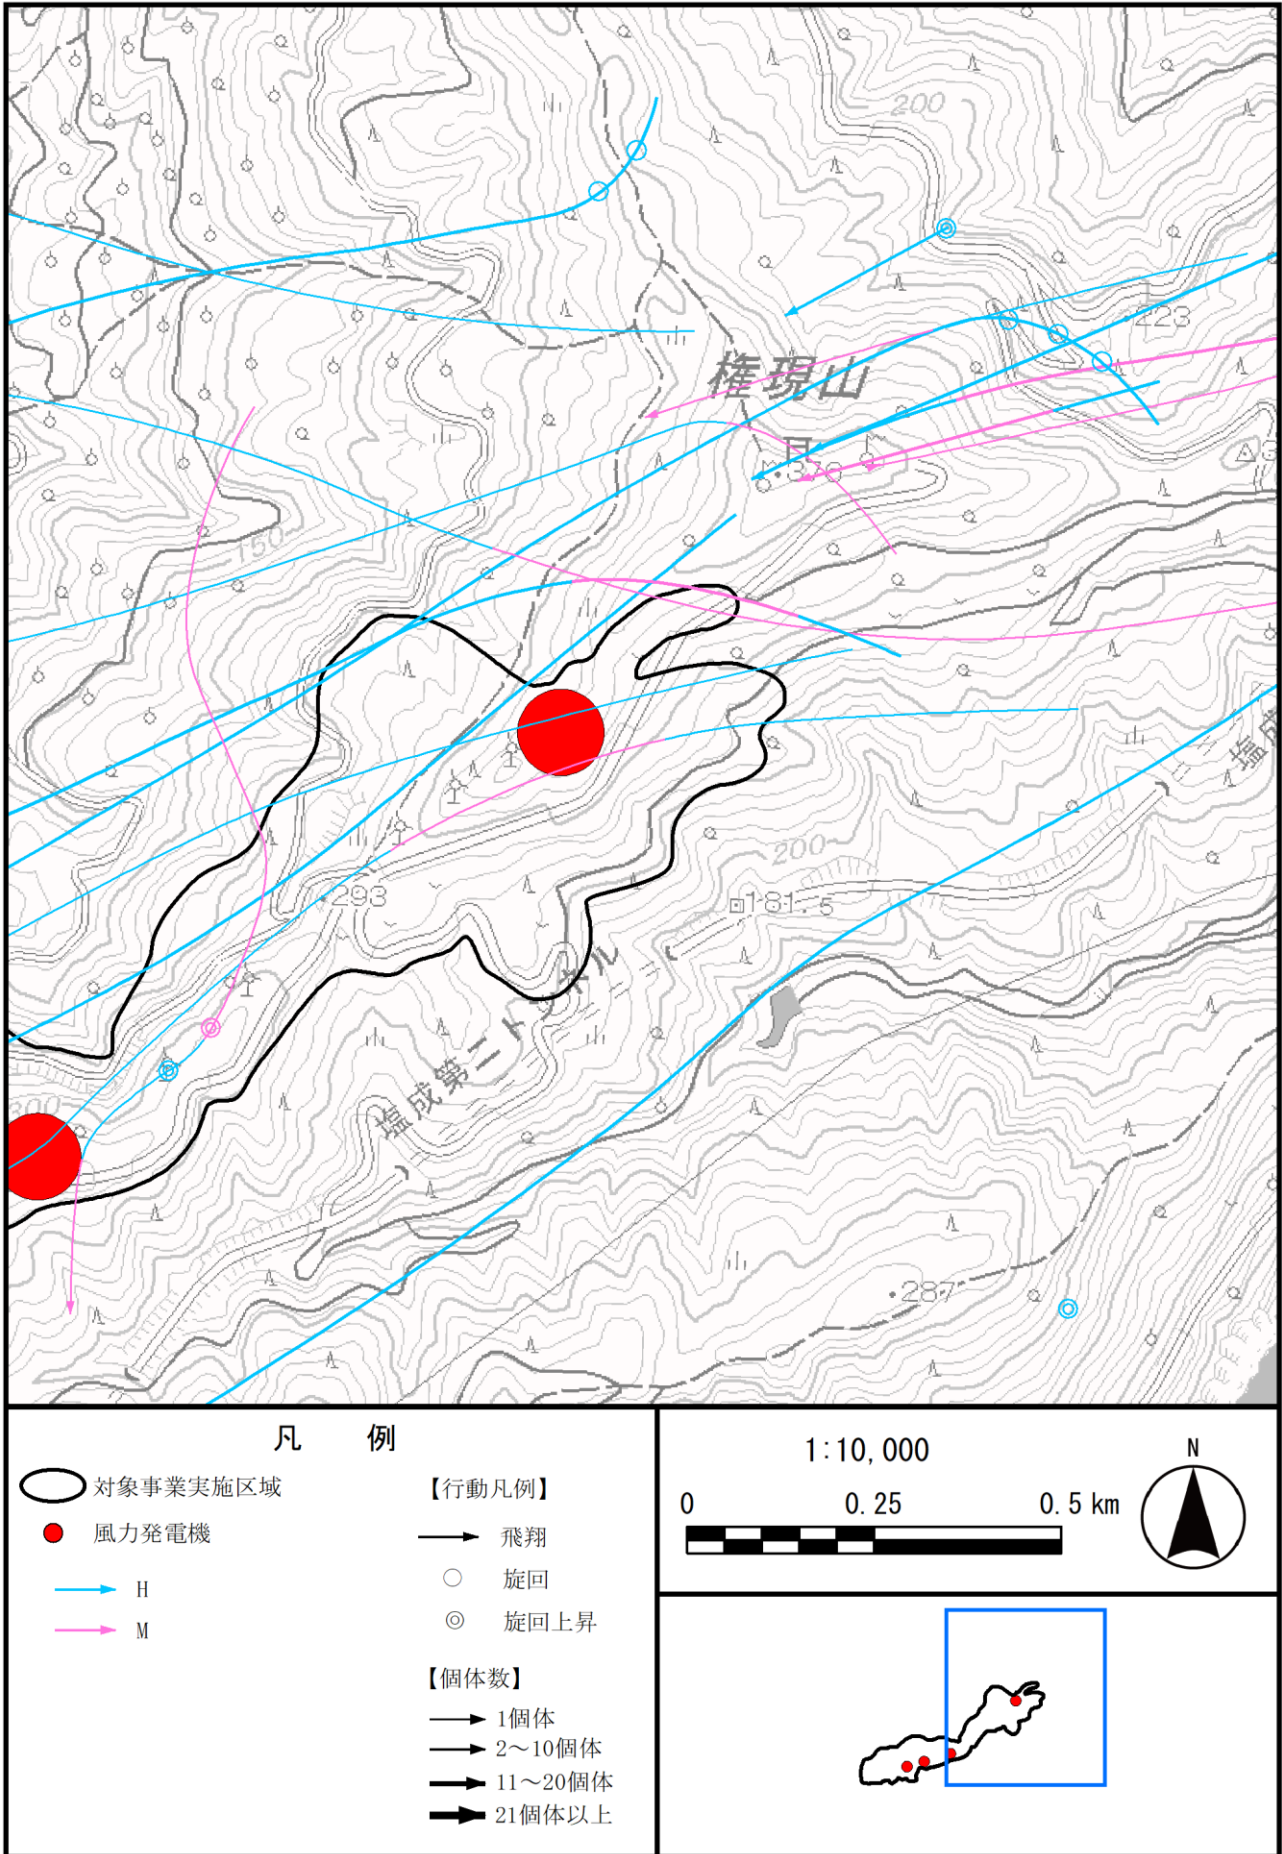 200
223
権現山
379
150
200
293
181.5
塩成第二トンネル
塩成
300
287
凡 例
対象事業実施区域
風力発電機
H
M
【行動凡例】
飛翔
旋回
旋回上昇
【個体数】
1個体
2～10個体
11～20個体
21個体以上
1:10,000
0 0.25 0.5 km
N